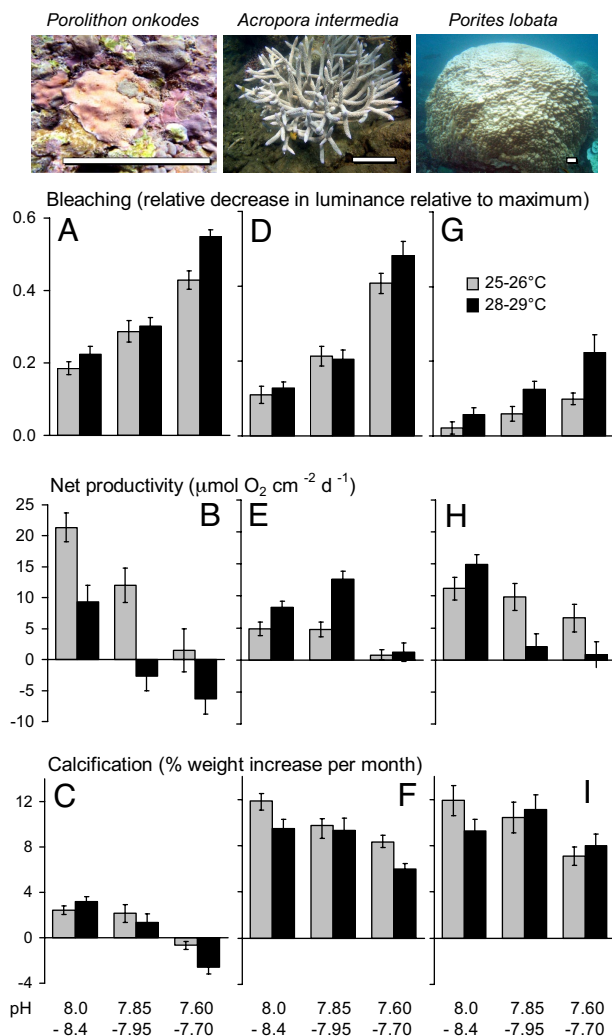 Porolithon onkodes Acropora intermedia Porites lobata
Bleaching (relative decrease in luminance relative to maximum)
0.6 A D G
25-26°C
0.4 28-29°C
0.2
0.0
Net productivity (μmol O2 cm -2 d -1)
25 B E H
20
15
10
5
0
-5
-10
Calcification (% weight increase per month)
C F I
12
8
4
0
-4
pH 8.0 7.85 7.60 8.0 7.85 7.60 8.0 7.85 7.60
- 8.4 -7.95 -7.70 - 8.4 -7.95 -7.70 - 8.4 -7.95 -7.70